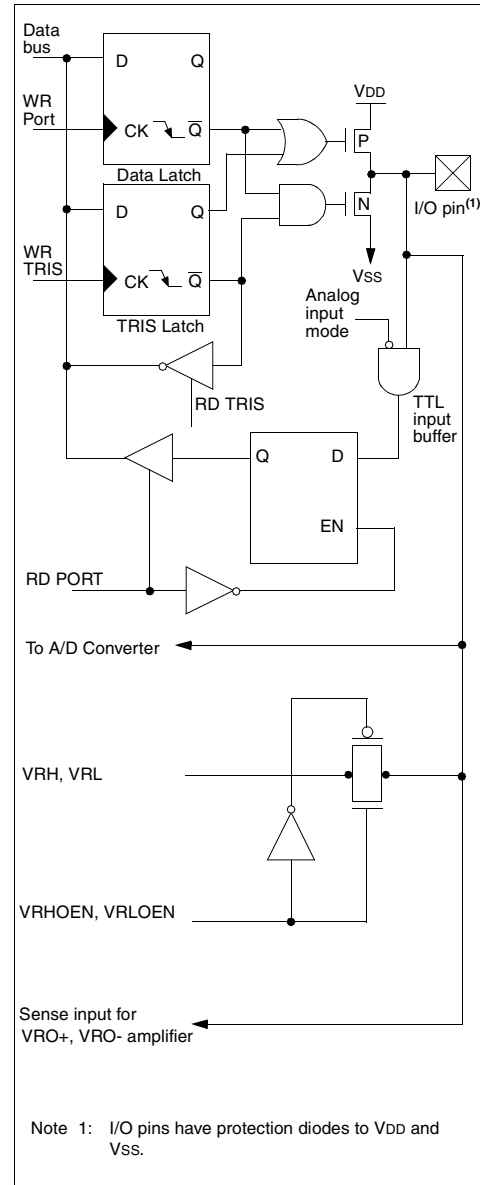 Data
bus
D Q
VDD
WR
Port
CK Q
P
Data Latch
I/O pin(1)
D Q
N
WR
TRIS
VSS
CK Q
Analog
input
mode
TRIS Latch
TTL
input
buffer
RD TRIS
Q D
EN
RD PORT
To A/D Converter
VRH, VRL
VRHOEN, VRLOEN
Sense input for
VRO+, VRO- amplifier
Note 1: I/O pins have protection diodes to VDD and
VSS.